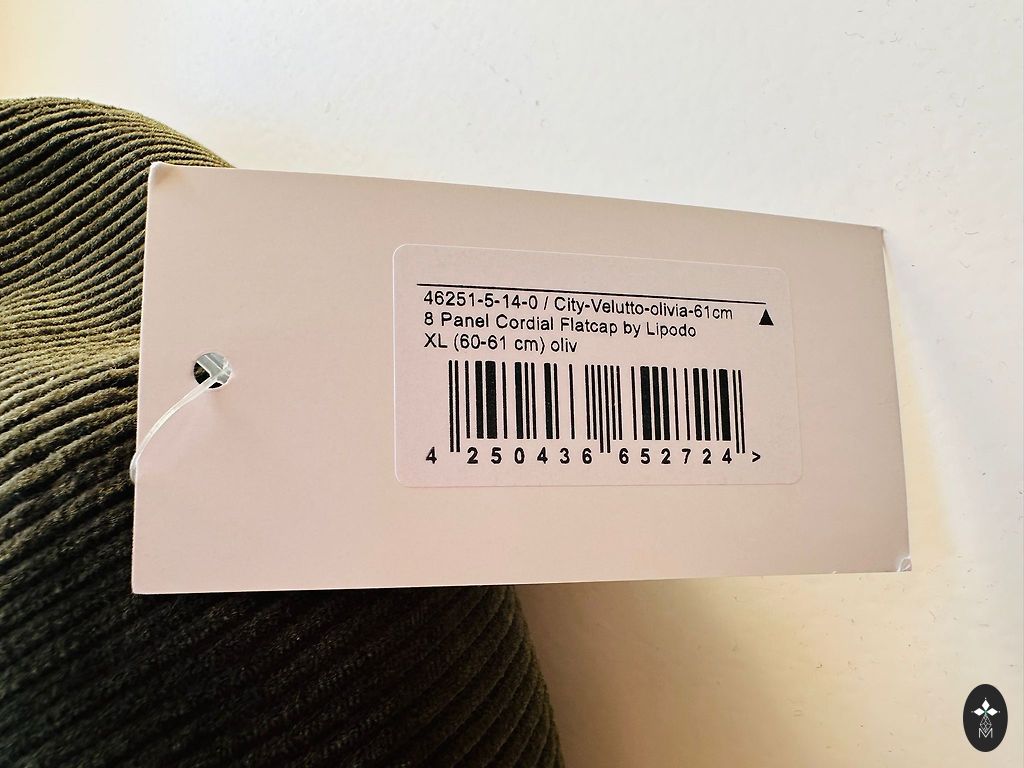 46251-5-14-0 / City-Velutto-olivia-61cm
8 Panel Cordial Flatcap by Lipodo
XL (60-61 cm) oliv
4 250436 652724 >
M